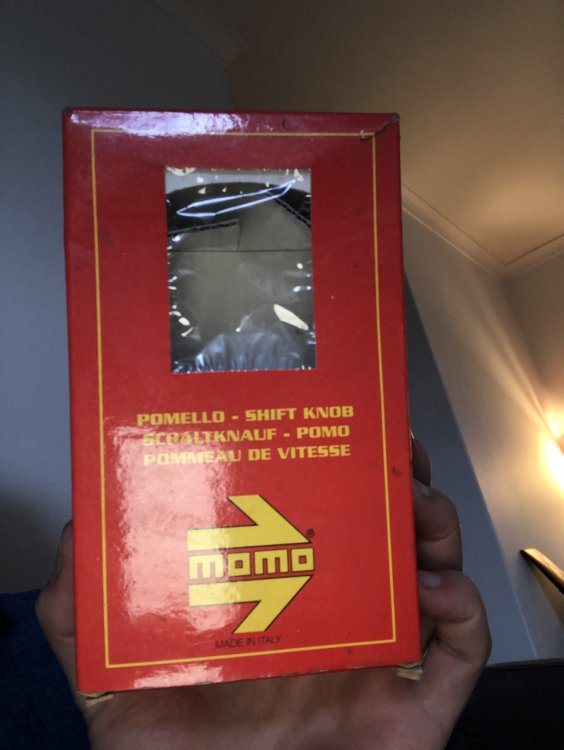 POMELLO - SHIFT KNOB
SCHALTKNAUF - POMO
POMMEAU DE VITESSE
momo®
MADE IN ITALY